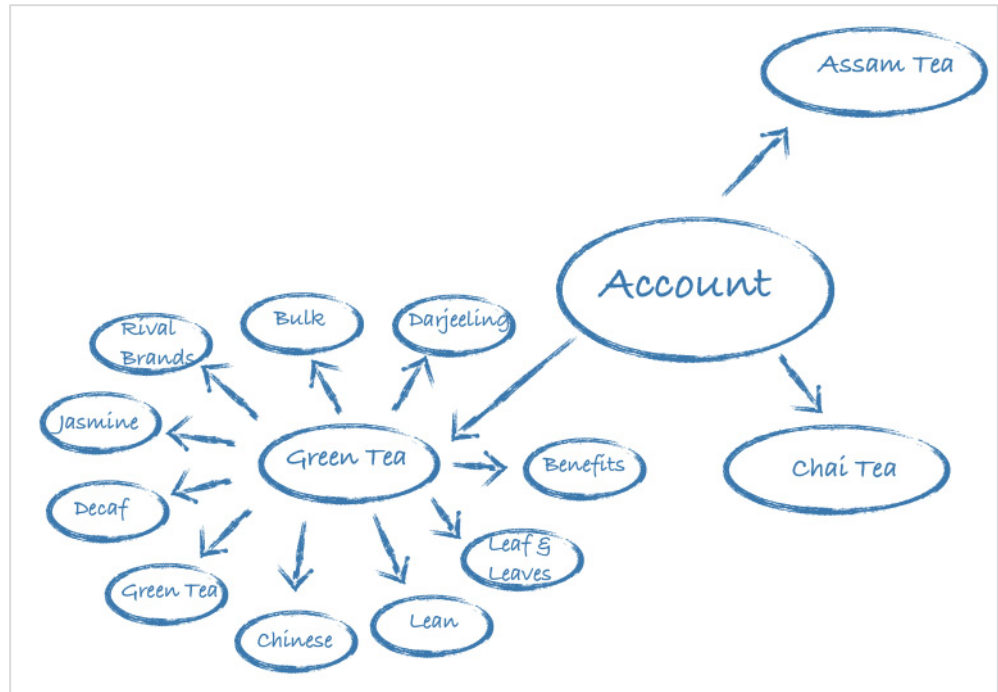 Assam Tea
Account
Rival
Brands
Bulk
Darjeeling
Jasmine
Green Tea
Benefits
Chai Tea
Decaf
Leaf &
Leaves
Green Tea
Chinese
Lean